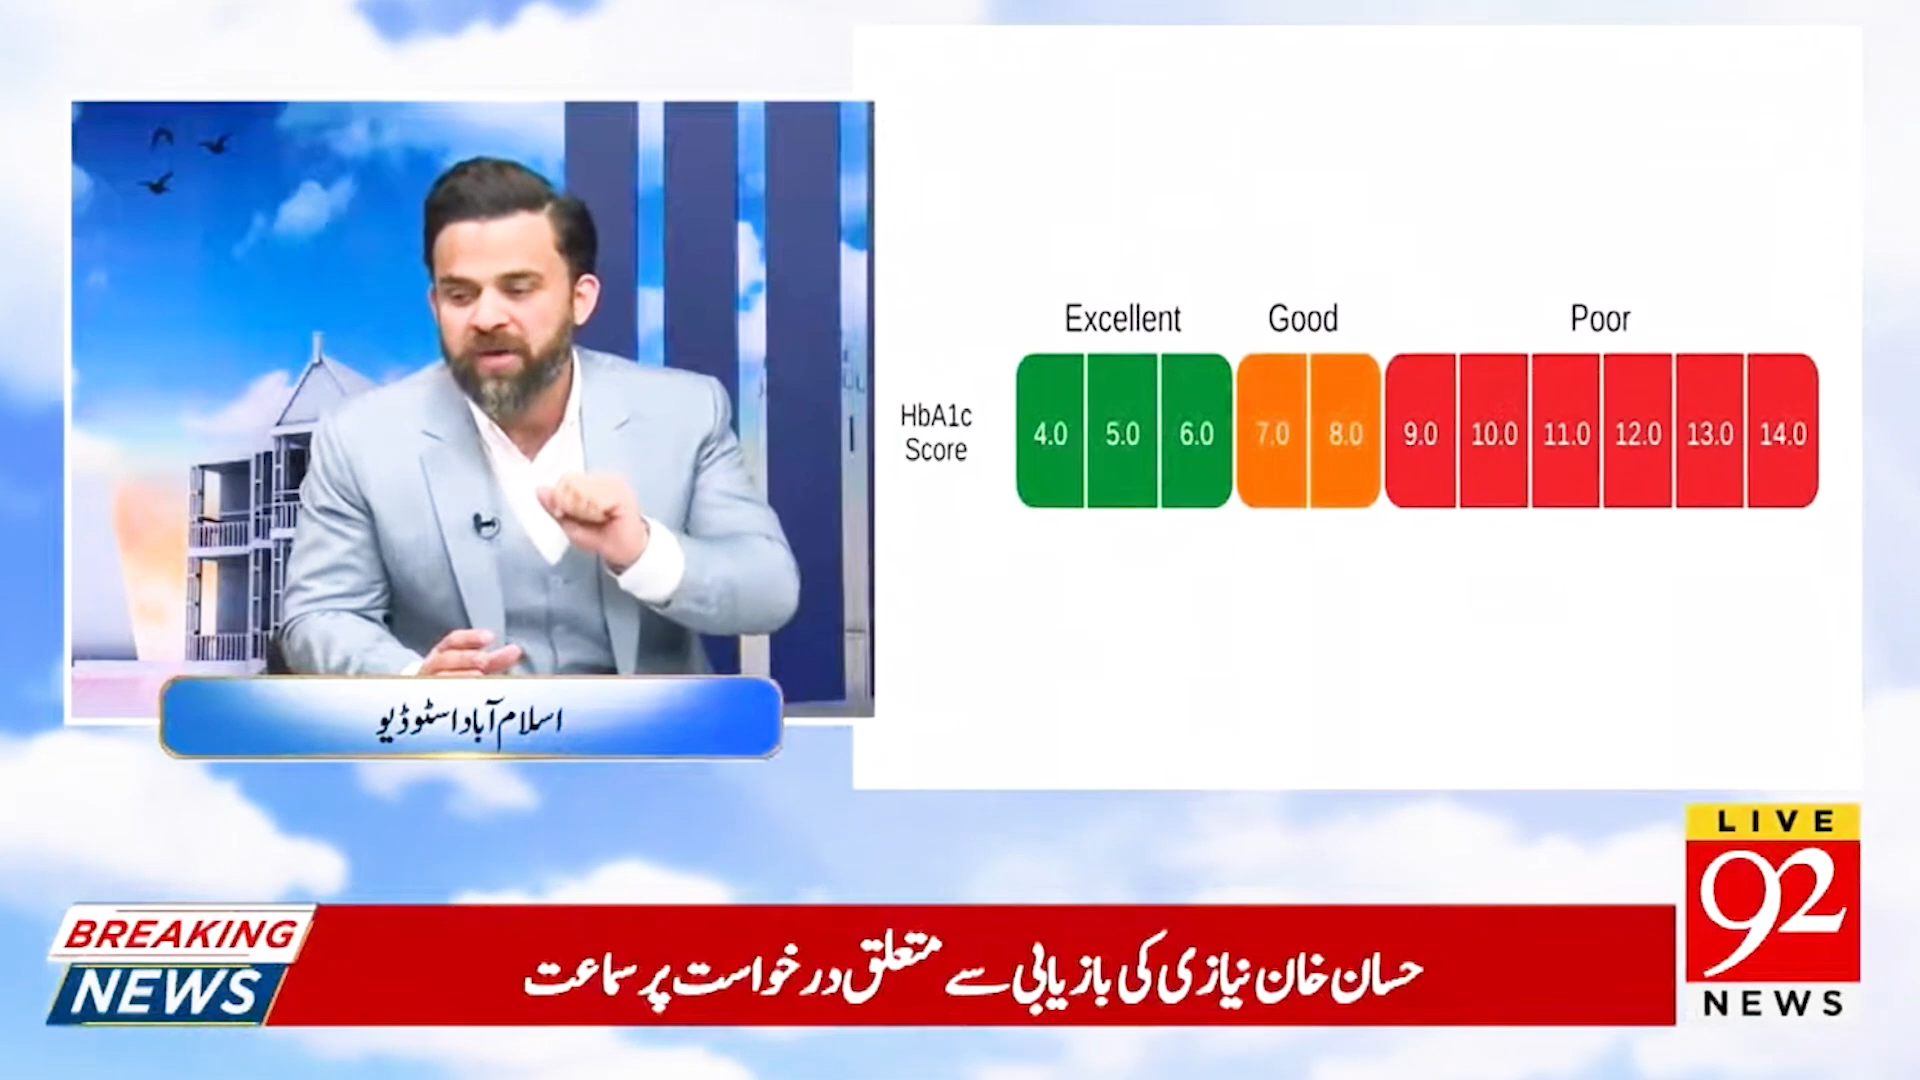 Excellent Good Poor
HbA1c
Score
4.0 5.0 6.0 7.0 8.0 9.0 10.0 11.0 12.0 13.0 14.0
اسلام آباد اسٹوڈیو
LIVE
92
NEWS
BREAKING
NEWS
حسان خان نیازی کی بازیابی سے متعلق درخواست پر سماعت